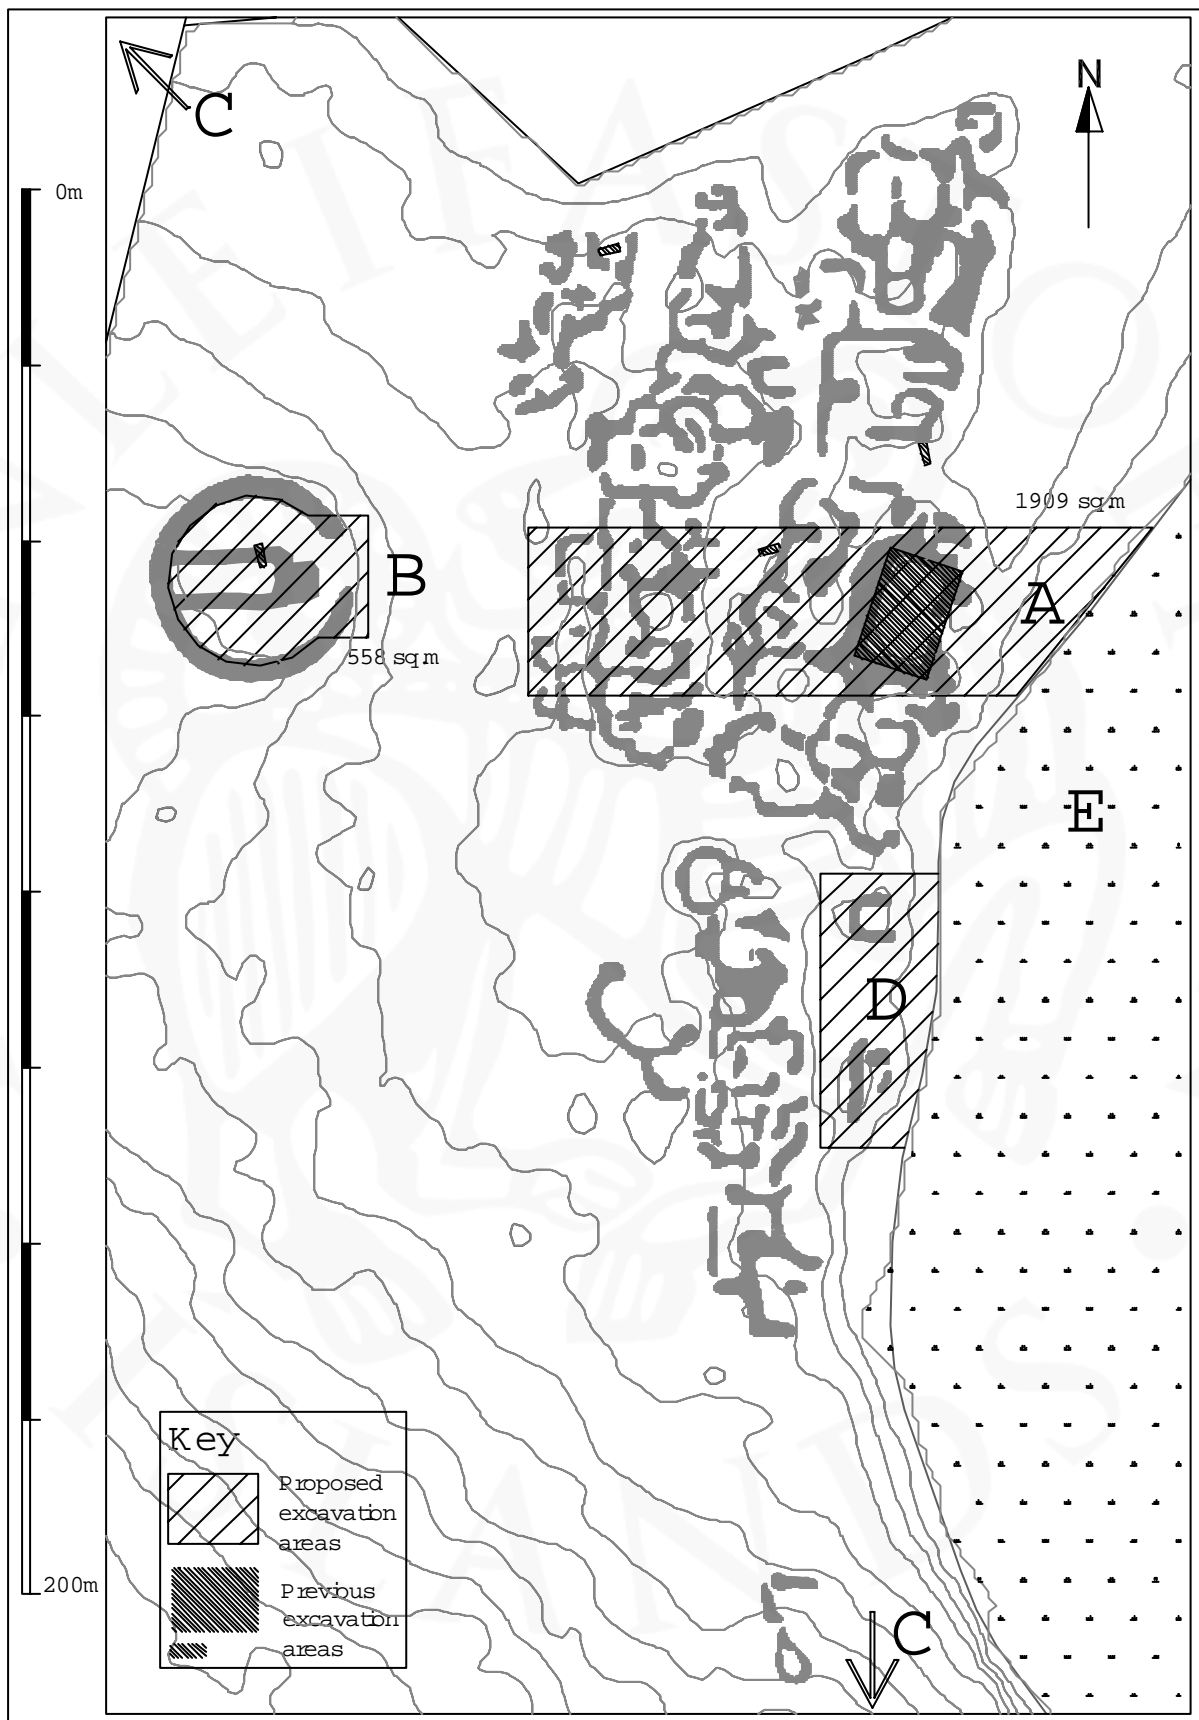 C
N
0m
1909 sq.m
B
A
558 sq.m
E
D
Key
Proposed
excavation
areas
Previous
excavation
areas
200m
C